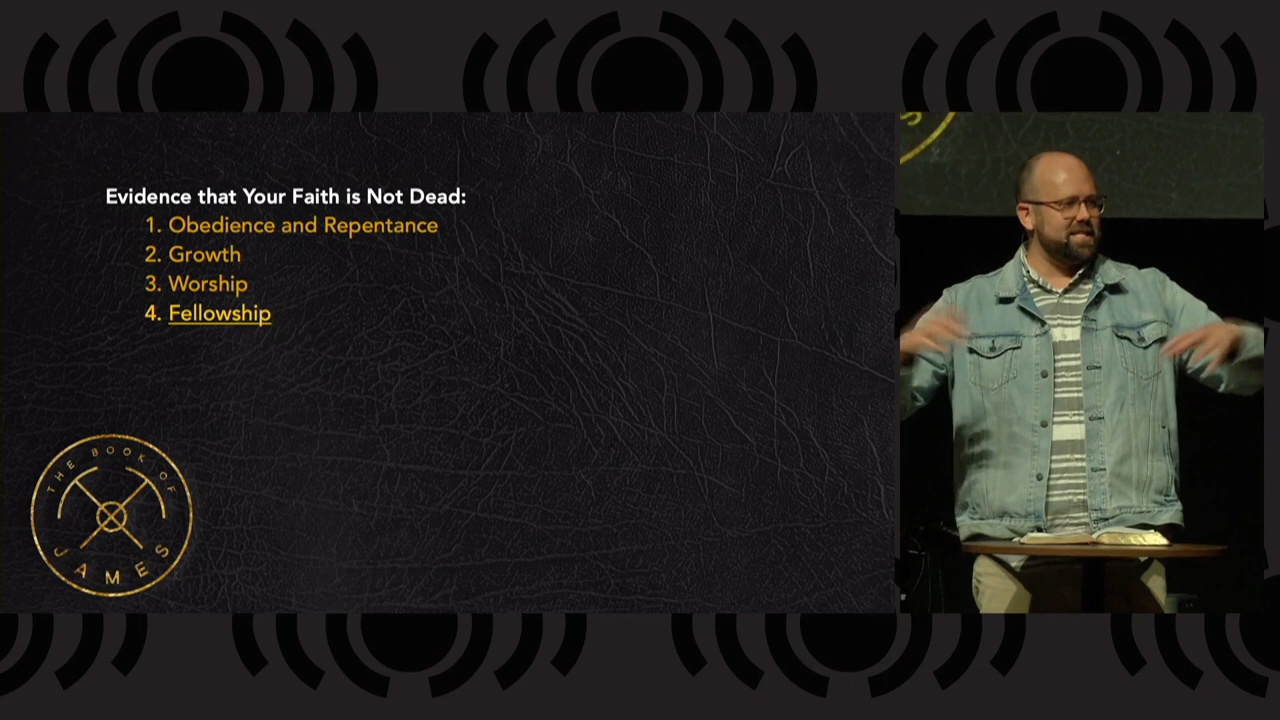 Evidence that Your Faith is Not Dead:
1. Obedience and Repentance
2. Growth
3. Worship
4. Fellowship
THE BOOK OF
JAMES
S